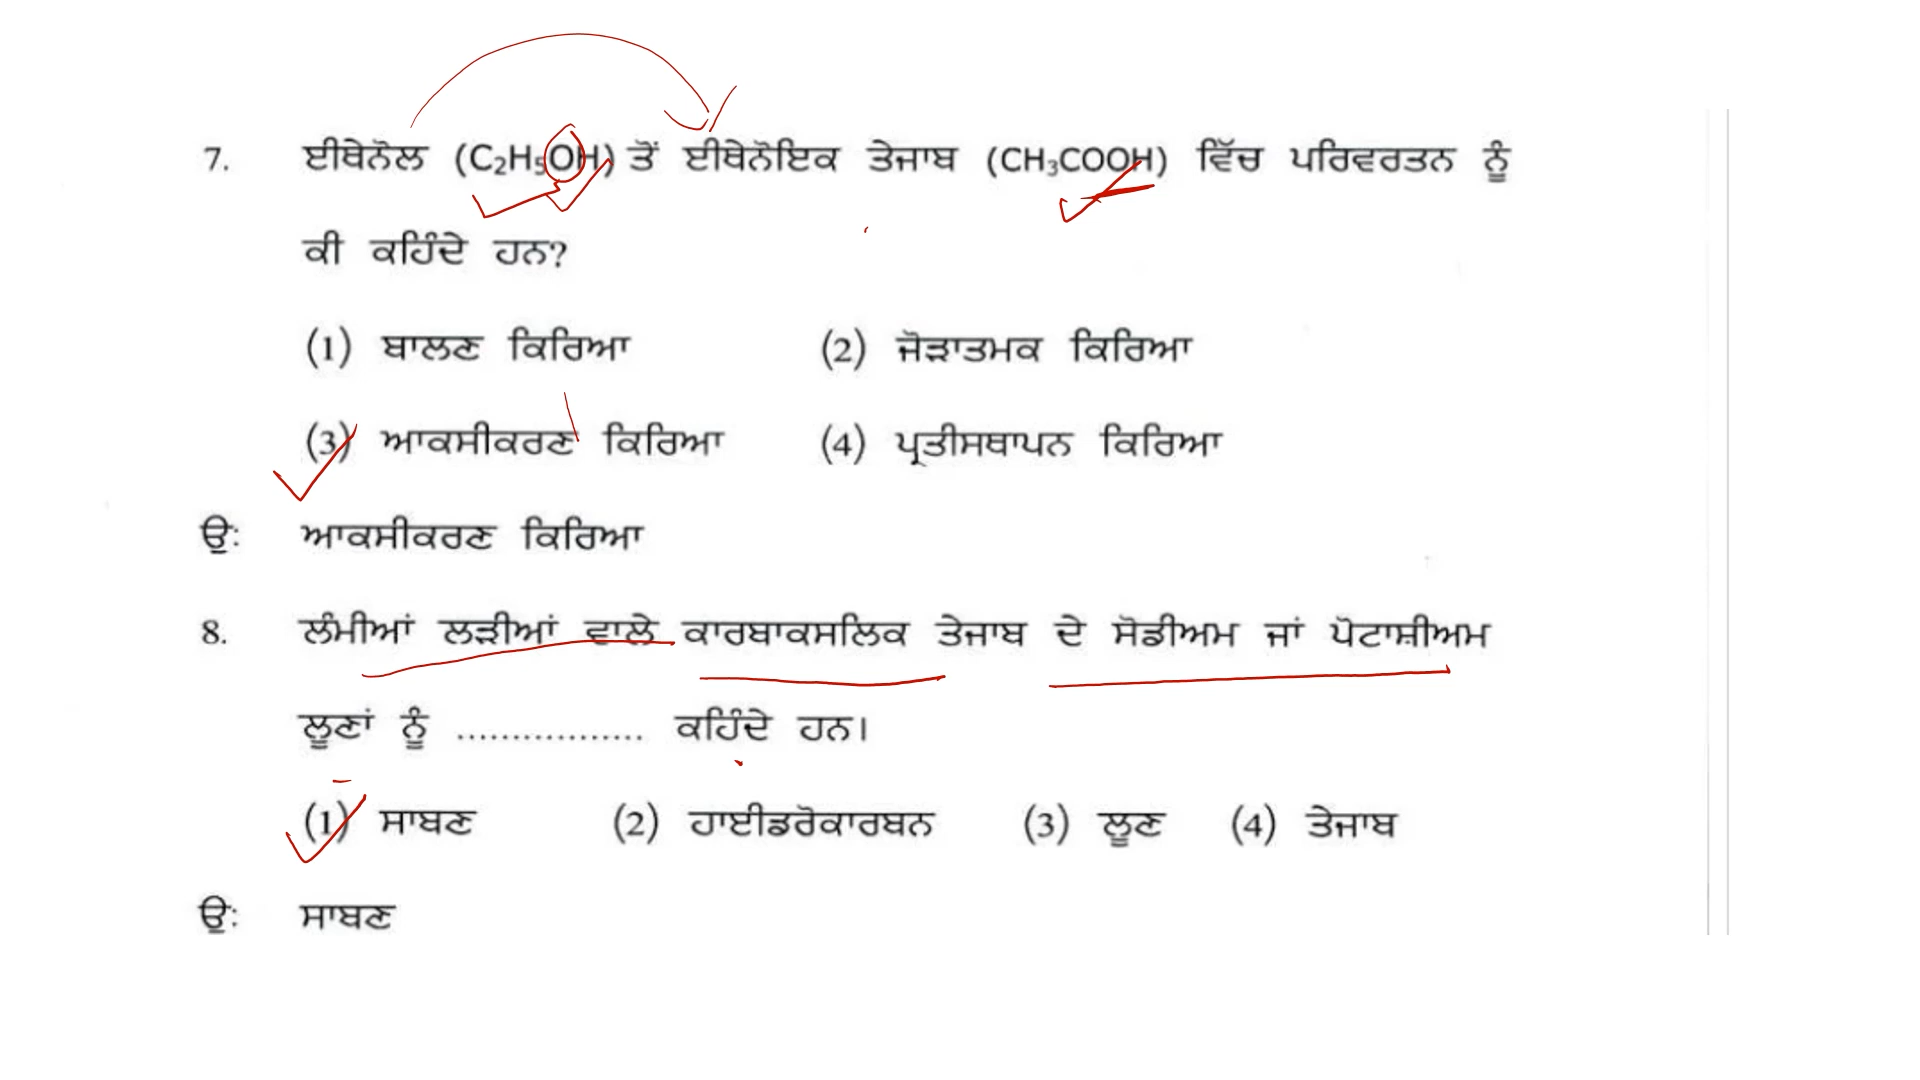 7. ਈਥੇਨੋਲ (C₂H₅OH) ਤੋਂ ਈਥੇਨੋਇਕ ਤੇਜਾਬ (CH₃COOH) ਵਿੱਚ ਪਰਿਵਰਤਨ ਨੂੰ
ਕੀ ਕਹਿੰਦੇ ਹਨ?
(1) ਬਾਲਣ ਕਿਰਿਆ (2) ਜੋੜਾਤਮਕ ਕਿਰਿਆ
(3) ਆਕਸੀਕਰਣ ਕਿਰਿਆ (4) ਪ੍ਰਤੀਸਥਾਪਨ ਕਿਰਿਆ
ਉ: ਆਕਸੀਕਰਣ ਕਿਰਿਆ
8. ਲੰਮੀਆਂ ਲੜੀਆਂ ਵਾਲੇ ਕਾਰਬਾਕਸਲਿਕ ਤੇਜਾਬ ਦੇ ਸੋਡੀਅਮ ਜਾਂ ਪੋਟਾਸ਼ੀਅਮ
ਲੂਣਾਂ ਨੂੰ ................. ਕਹਿੰਦੇ ਹਨ।
(1) ਸਾਬਣ (2) ਹਾਈਡਰੋਕਾਰਬਨ (3) ਲੂਣ (4) ਤੇਜਾਬ
ਉ: ਸਾਬਣ